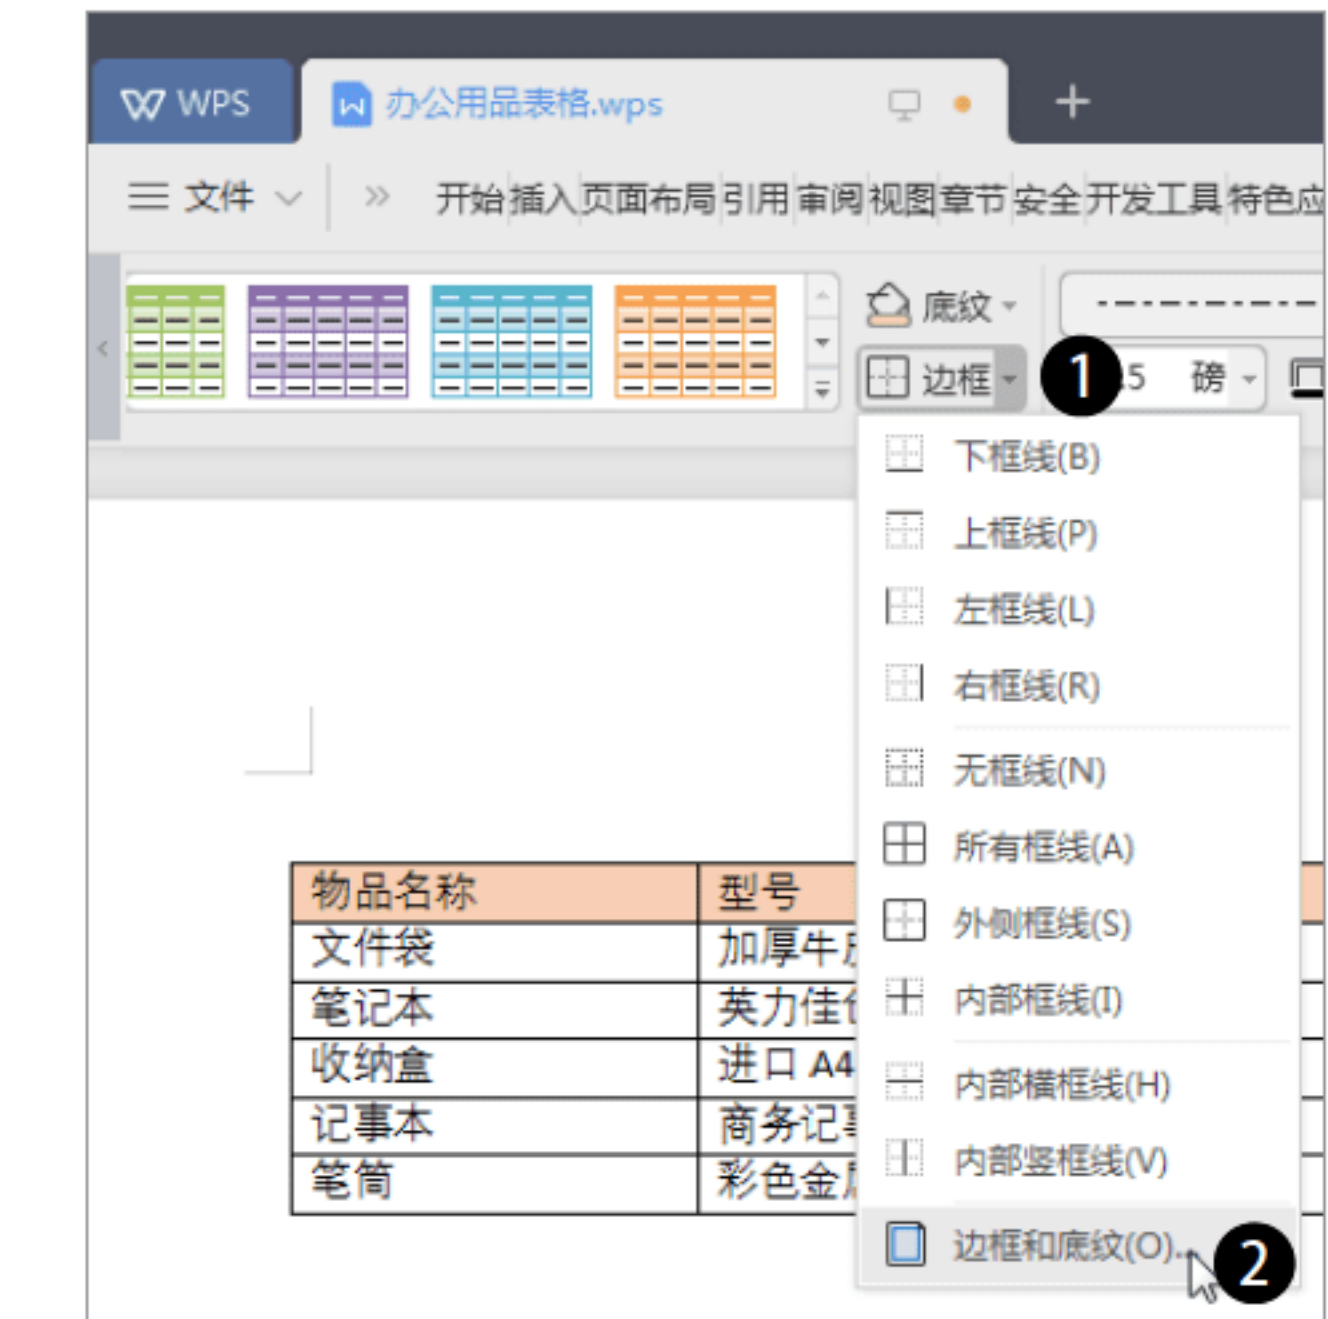 WPS 办公用品表格.wps
文件 开始 插入 页面布局 引用 审阅 视图 章节 安全 开发工具 特色应
底纹
边框 1 5 磅
下框线(B)
上框线(P)
左框线(L)
右框线(R)
无框线(N)
所有框线(A)
外侧框线(S)
内部框线(I)
内部横框线(H)
内部竖框线(V)
边框和底纹(O)... 2
物品名称 型号
文件袋 加厚牛
笔记本 英力佳
收纳盒 进口 A4
记事本 商务记
笔筒 彩色金